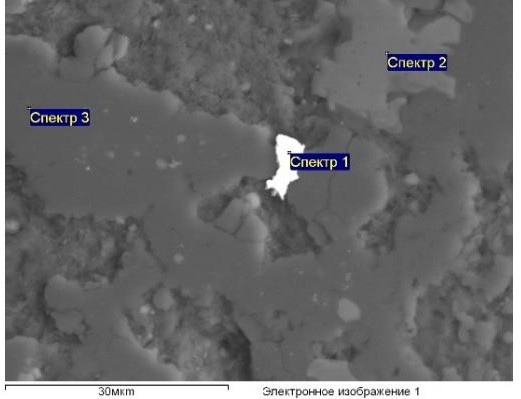 Спектр 2
Спектр 3
Спектр 1
30мкm
Электронное изображение 1